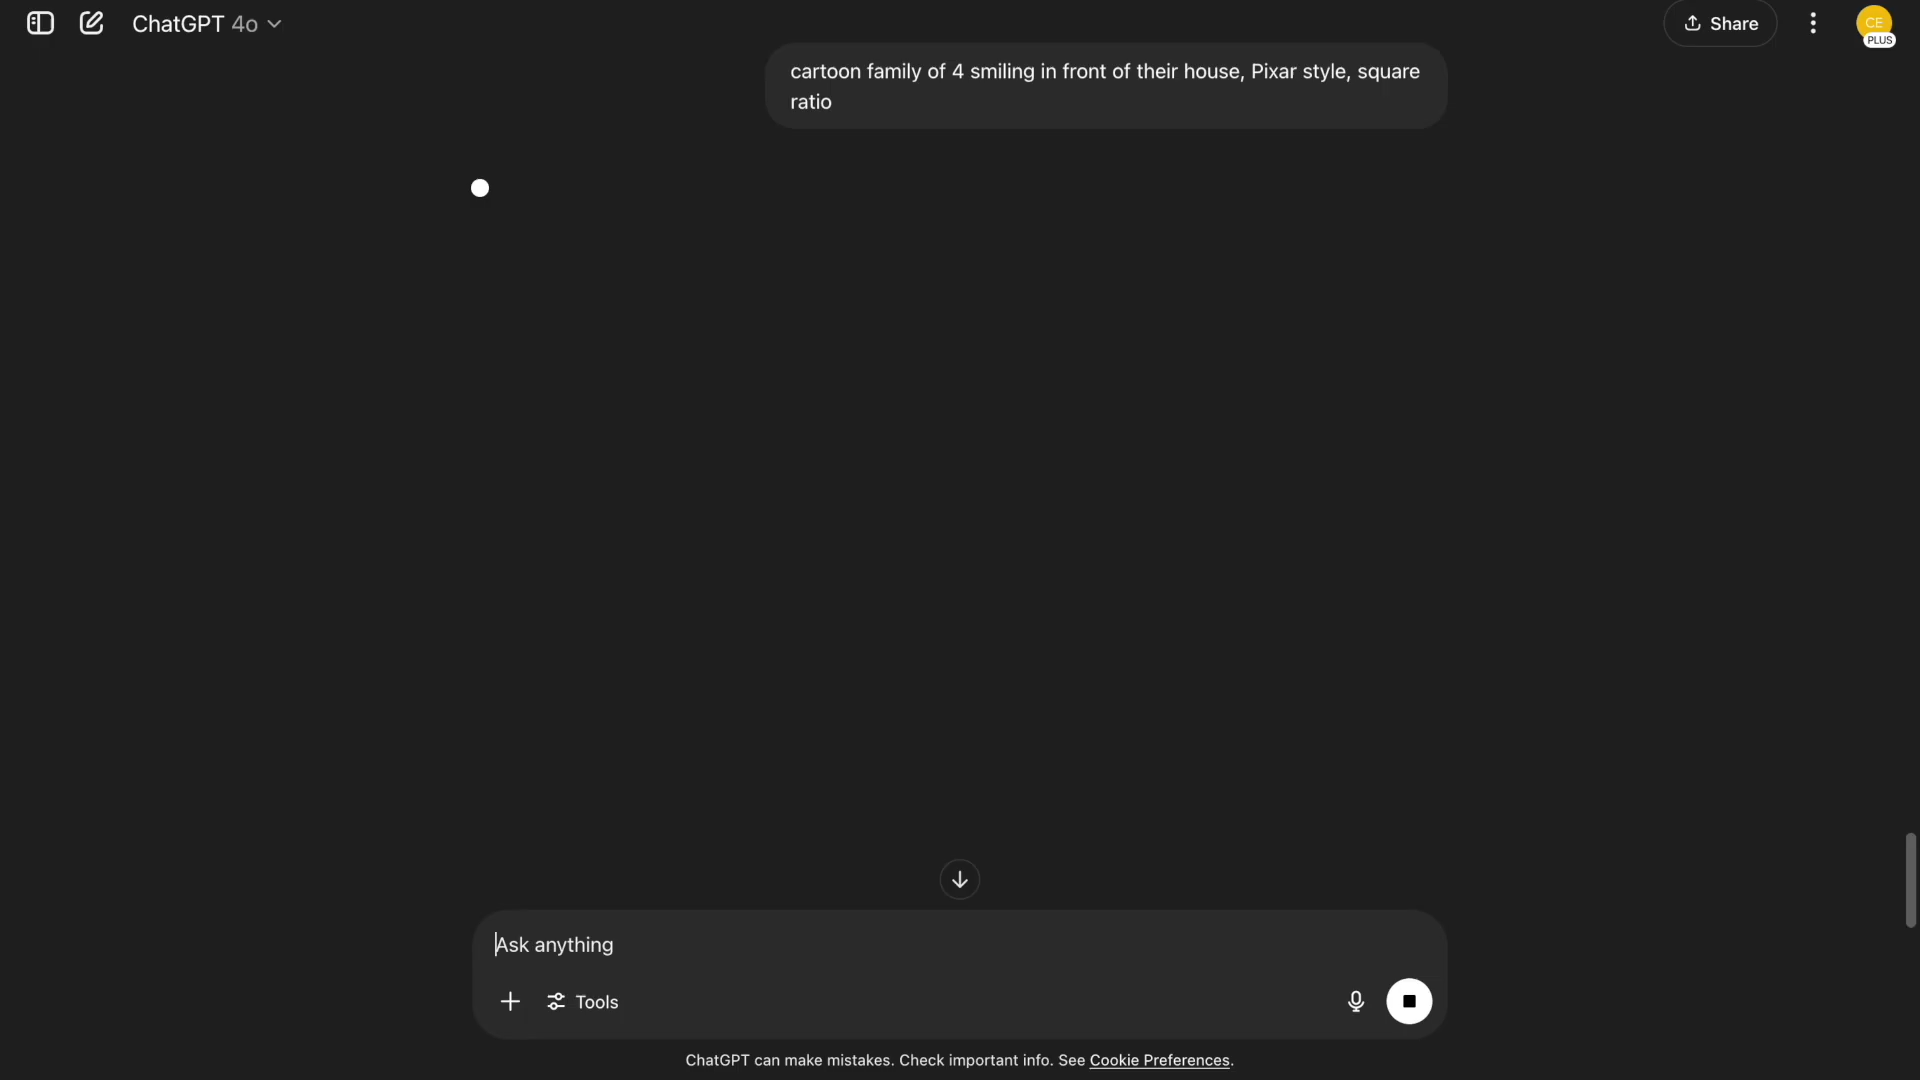 ChatGPT 4o
Share
CE
PLUS
cartoon family of 4 smiling in front of their house, Pixar style, square
ratio
Ask anything
Tools
ChatGPT can make mistakes. Check important info. See Cookie Preferences.